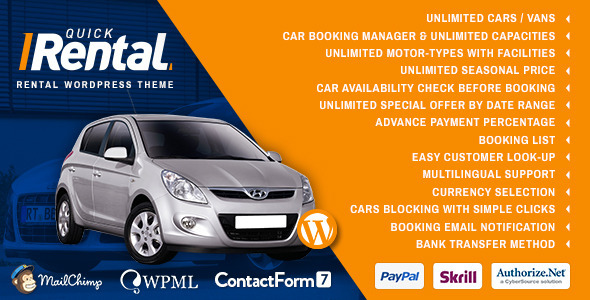 QUICK
Rental.
RENTAL WORDPRESS THEME
UNLIMITED CARS / VANS
CAR BOOKING MANAGER & UNLIMITED CAPACITIES
UNLIMITED MOTOR-TYPES WITH FACILITIES
UNLIMITED SEASONAL PRICE
CAR AVAILABILITY CHECK BEFORE BOOKING
UNLIMITED SPECIAL OFFER BY DATE RANGE
ADVANCE PAYMENT PERCENTAGE
BOOKING LIST
EASY CUSTOMER LOOK-UP
MULTILINGUAL SUPPORT
CURRENCY SELECTION
CARS BLOCKING WITH SIMPLE CLICKS
BOOKING EMAIL NOTIFICATION
BANK TRANSFER METHOD
MailChimp
WPML
ContactForm 7
PayPal
Skrill
Authorize.Net
a CyberSource solution